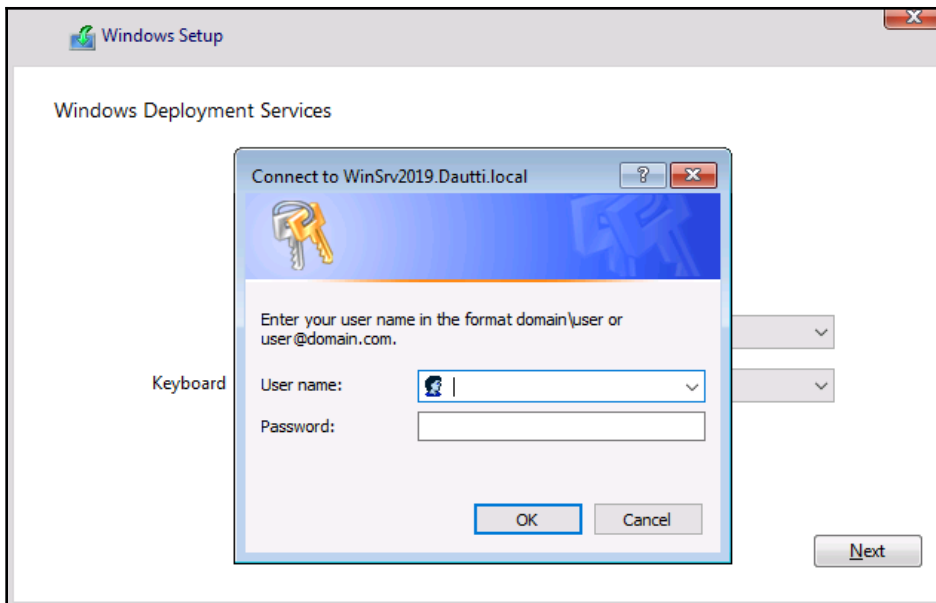 Windows Setup
Windows Deployment Services
Connect to WinSrv2019.Dautti.local
Enter your user name in the format domain\user or
user@domain.com.
Keyboard
User name:
Password:
OK
Cancel
Next